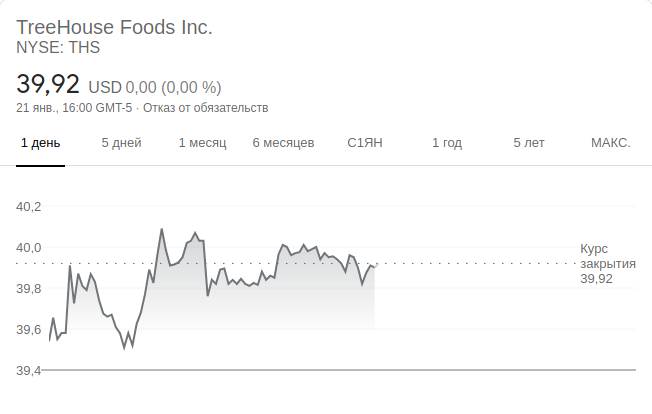 TreeHouse Foods Inc.
NYSE: THS
39,92 USD 0,00 (0,00 %)
21 янв., 16:00 GMT-5 · Отказ от обязательств
1 день 5 дней 1 месяц 6 месяцев С1ЯН 1 год 5 лет МАКС.
40,2
40,0
39,8
39,6
39,4
Курс
закрытия
39,92